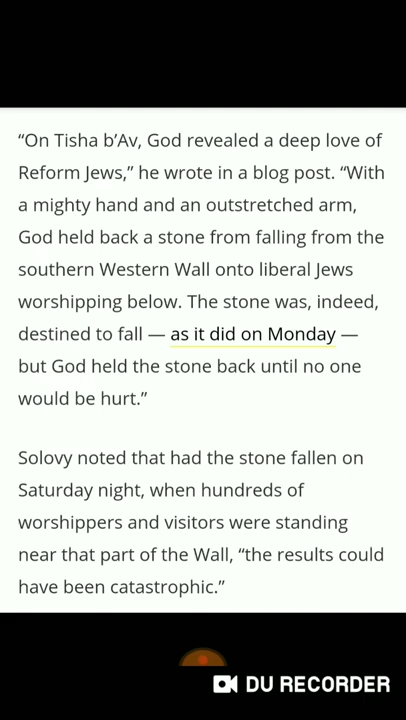 “On Tisha b’Av, God revealed a deep love of
Reform Jews,” he wrote in a blog post. “With
a mighty hand and an outstretched arm,
God held back a stone from falling from the
southern Western Wall onto liberal Jews
worshipping below. The stone was, indeed,
destined to fall — as it did on Monday —
but God held the stone back until no one
would be hurt.”
Solovy noted that had the stone fallen on
Saturday night, when hundreds of
worshippers and visitors were standing
near that part of the Wall, “the results could
have been catastrophic.”
DU RECORDER